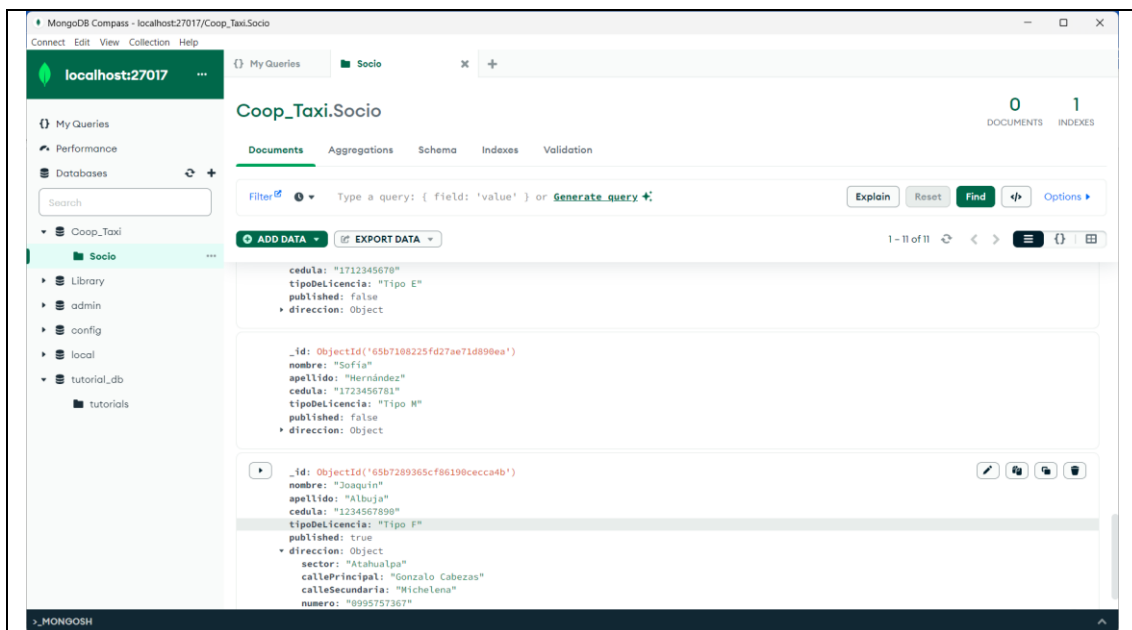 MongoDB Compass - localhost:27017/Coop_Taxi.Socio
Connect Edit View Collection Help
localhost:27017 ...
{} My Queries
Performance
Databases
Search
Coop_Taxi
Socio ...
Library
admin
config
local
tutorial_db
tutorials
{} My Queries
Socio
Coop_Taxi.Socio
0
DOCUMENTS
1
INDEXES
Documents Aggregations Schema Indexes Validation
Filter Type a query: { field: 'value' } or Generate query Explain Reset Find </> Options
ADD DATA EXPORT DATA 1 – 11 of 11 {}
cedula: "1712345670"
tipoDeLicencia: "Tipo E"
published: false
direccion: Object
_id: ObjectId('65b7108225fd27ae71d890ea')
nombre: "Sofía"
apellido: "Hernández"
cedula: "1723456781"
tipoDeLicencia: "Tipo M"
published: false
direccion: Object
_id: ObjectId('65b7289365cf86190cecca4b')
nombre: "Joaquin"
apellido: "Albuja"
cedula: "1234567890"
tipoDeLicencia: "Tipo F"
published: true
direccion: Object
sector: "Atahualpa"
callePrincipal: "Gonzalo Cabezas"
calleSecundaria: "Michelena"
numero: "0995757367"
>_MONGOSH